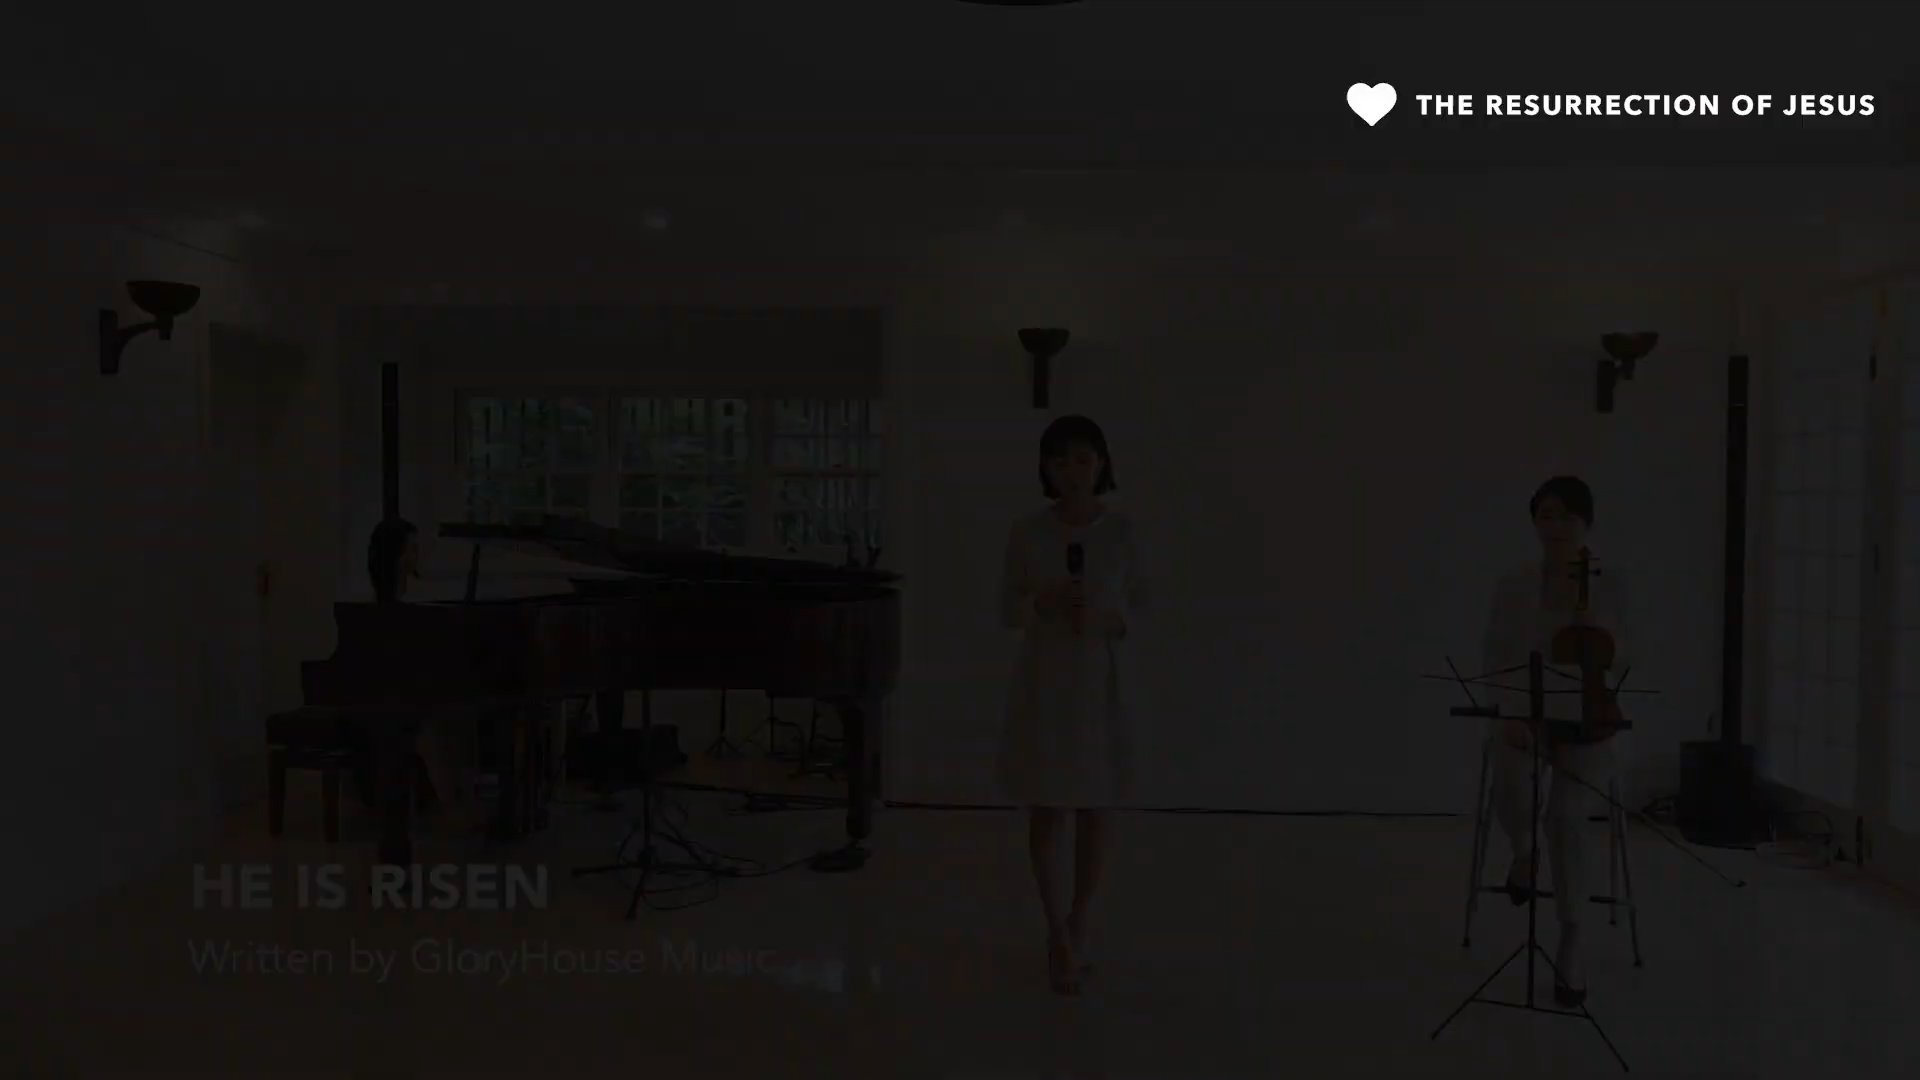 THE RESURRECTION OF JESUS
HE IS RISEN
Written by GloryHouse Music